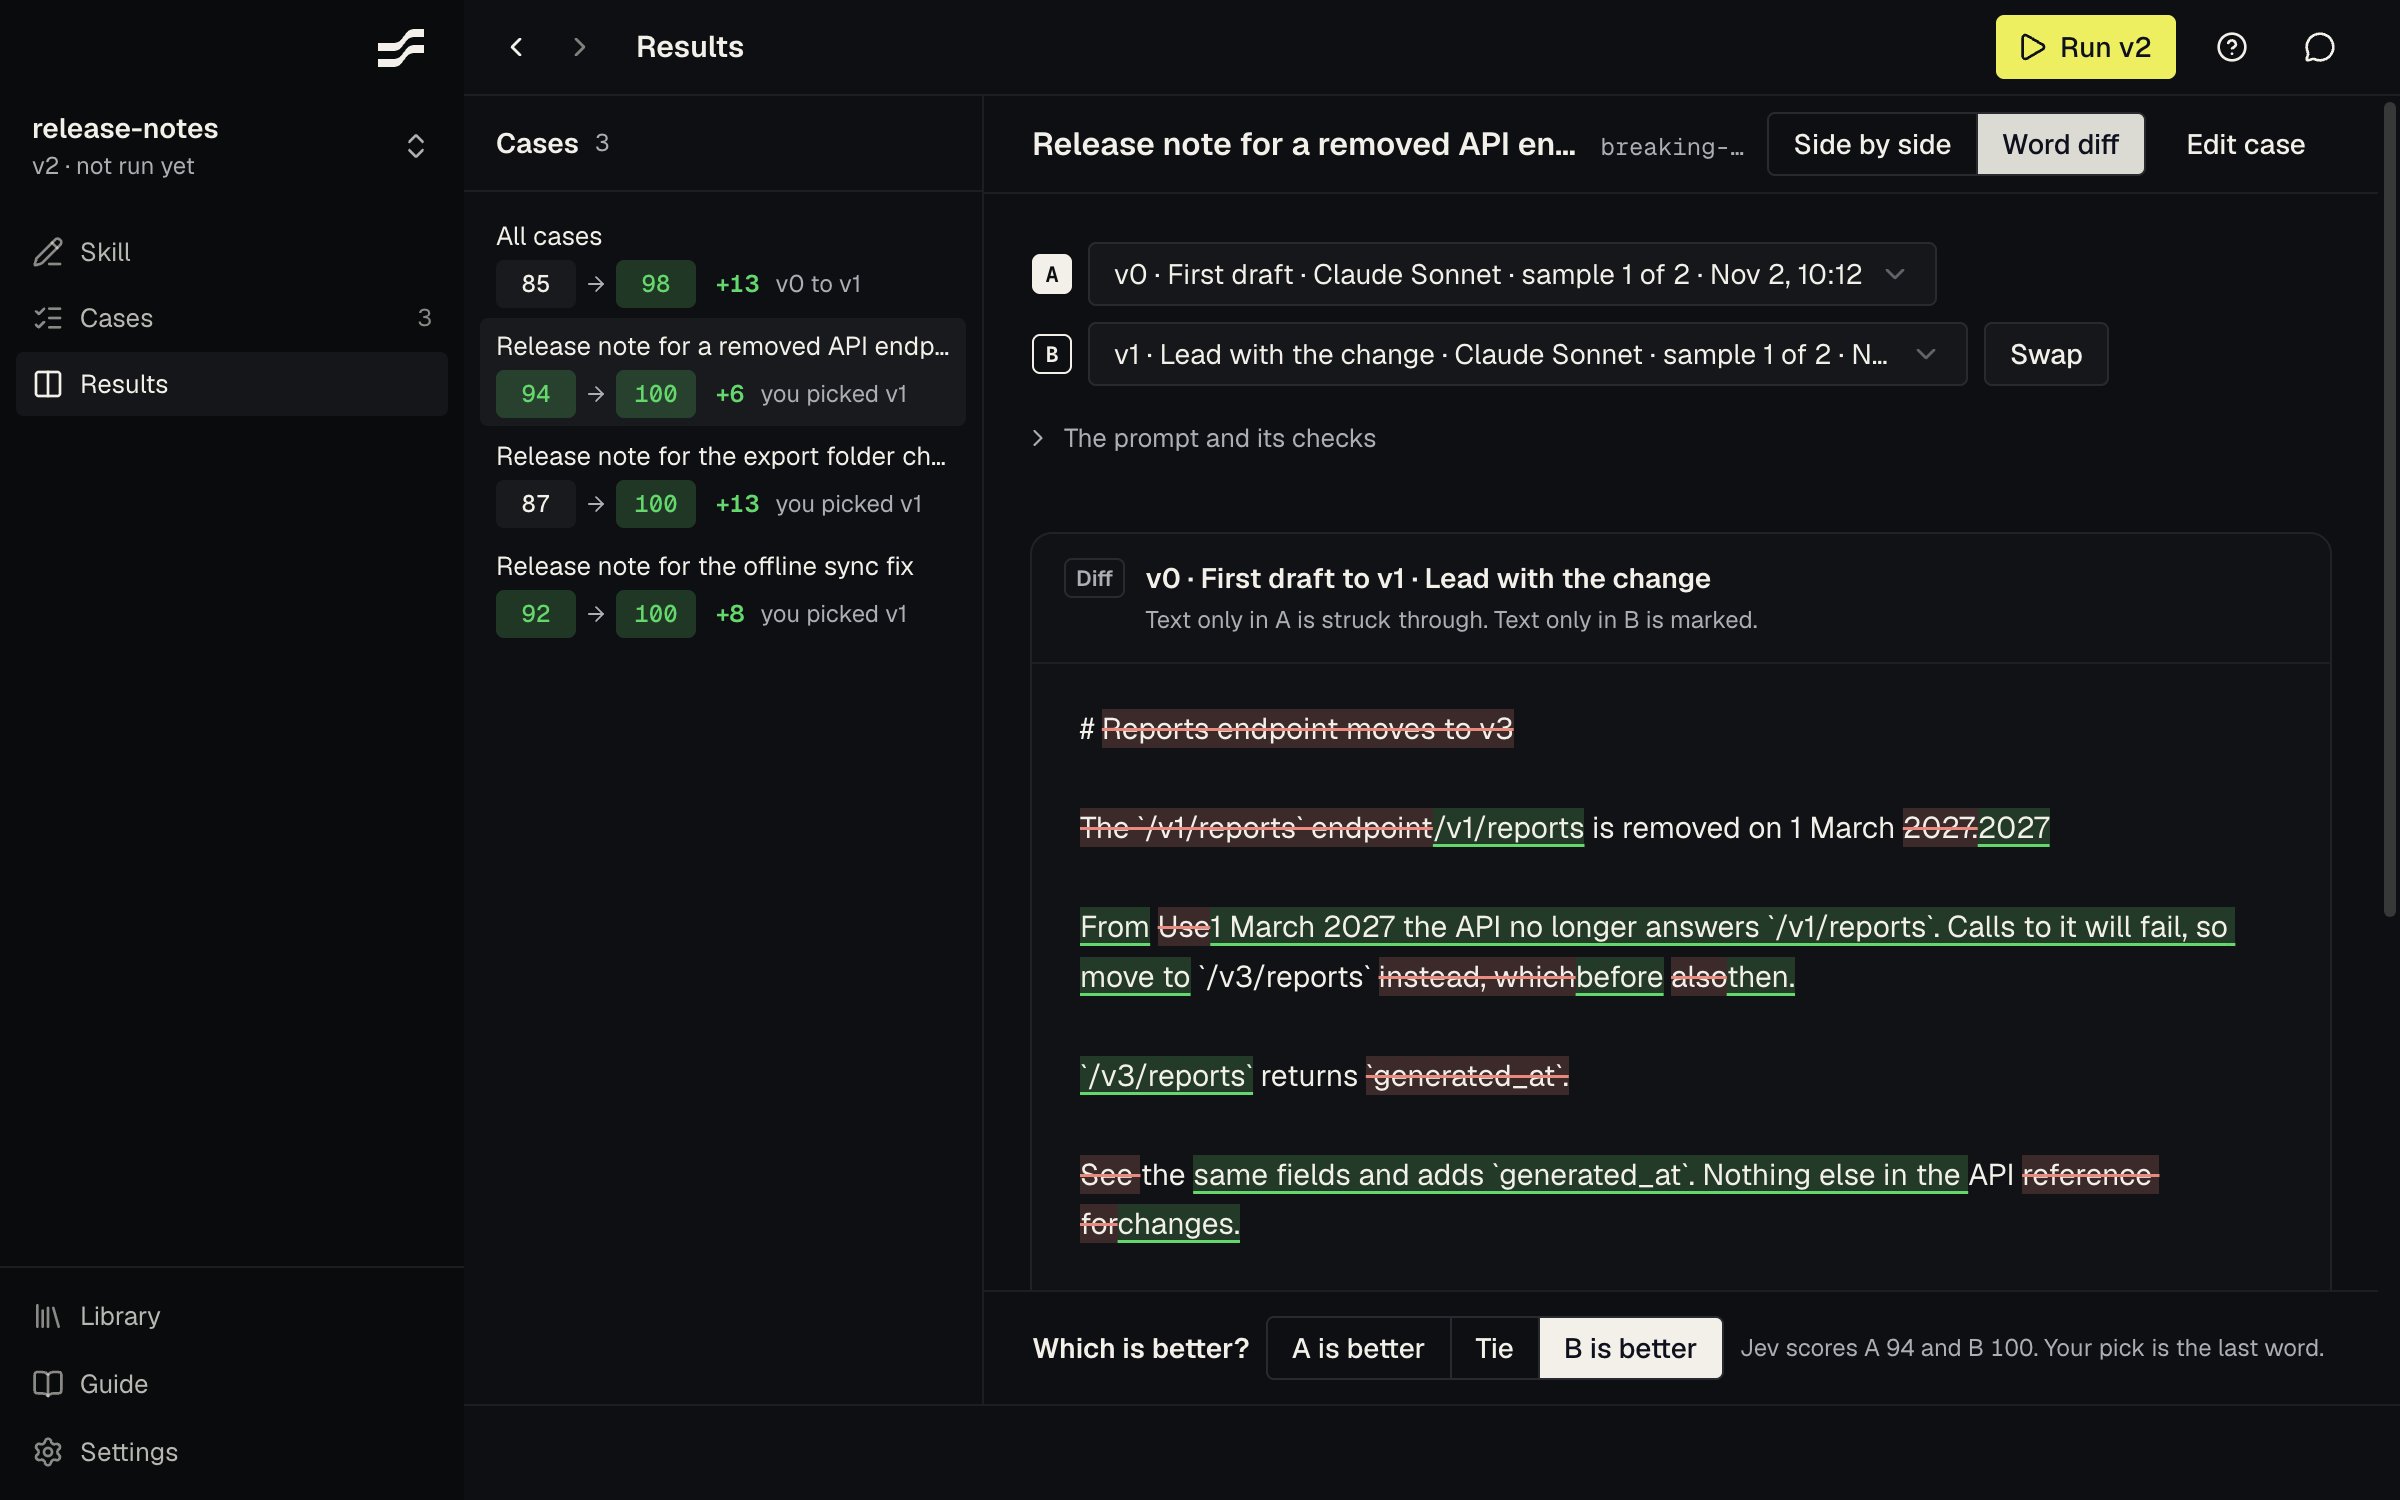 Results
Run v2
release-notes
v2 · not run yet
Skill
Cases 3
Results
Library
Guide
Settings
Cases 3
All cases
85 → 98 +13 v0 to v1
Release note for a removed API endp...
94 → 100 +6 you picked v1
Release note for the export folder ch...
87 → 100 +13 you picked v1
Release note for the offline sync fix
92 → 100 +8 you picked v1
Release note for a removed API en... breaking-... Side by side Word diff Edit case
A v0 · First draft · Claude Sonnet · sample 1 of 2 · Nov 2, 10:12
B v1 · Lead with the change · Claude Sonnet · sample 1 of 2 · N... Swap
The prompt and its checks
Diff v0 · First draft to v1 · Lead with the change
Text only in A is struck through. Text only in B is marked.
# Reports endpoint moves to v3
The `/v1/reports` endpoint/v1/reports is removed on 1 March 2027.2027
From Use1 March 2027 the API no longer answers `/v1/reports`. Calls to it will fail, so
move to `/v3/reports` instead, whichbefore alsothen.
`/v3/reports` returns `generated_at`.
See the same fields and adds `generated_at`. Nothing else in the API reference
forchanges.
Which is better? A is better Tie B is better Jev scores A 94 and B 100. Your pick is the last word.